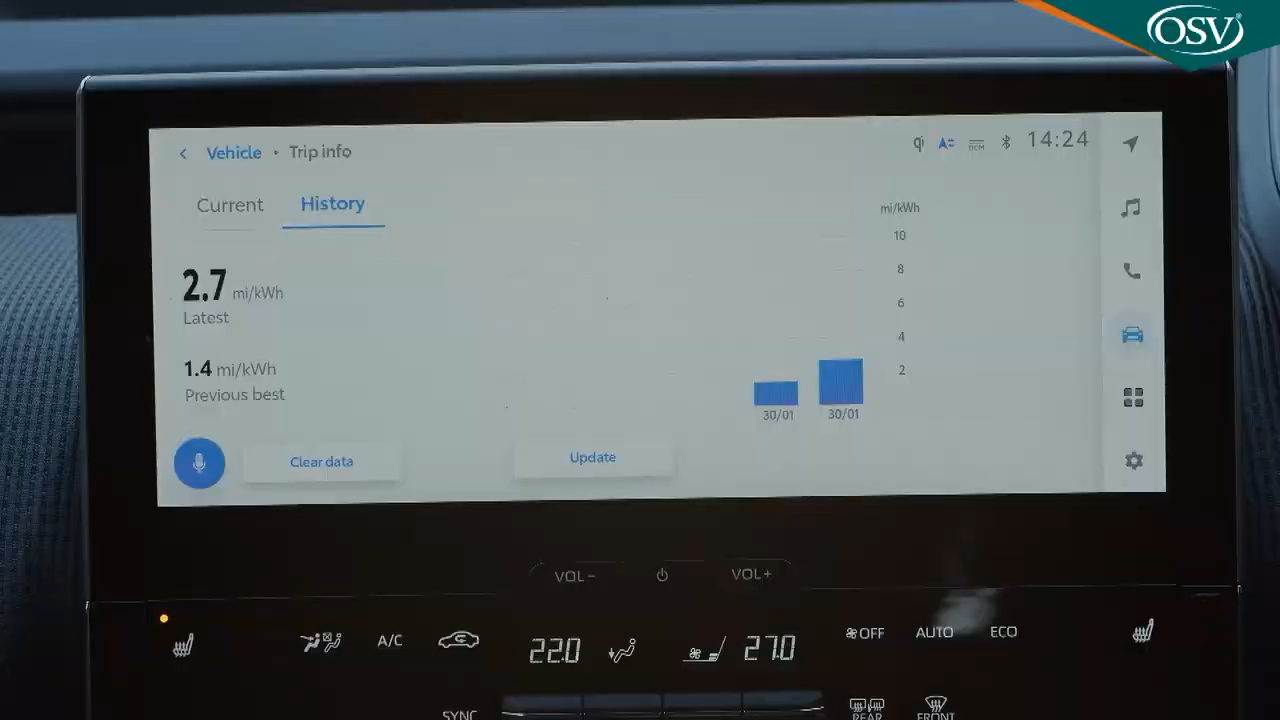 OSV
Vehicle • Trip info
14:24
Current
History
2.7 mi/kWh
Latest
1.4 mi/kWh
Previous best
mi/kWh
10
8
6
4
2
30/01
30/01
Clear data
Update
DCM
VOL-
VOL+
A/C
22.0
27.0
OFF
AUTO
ECO
SYNC
REAR
FRONT